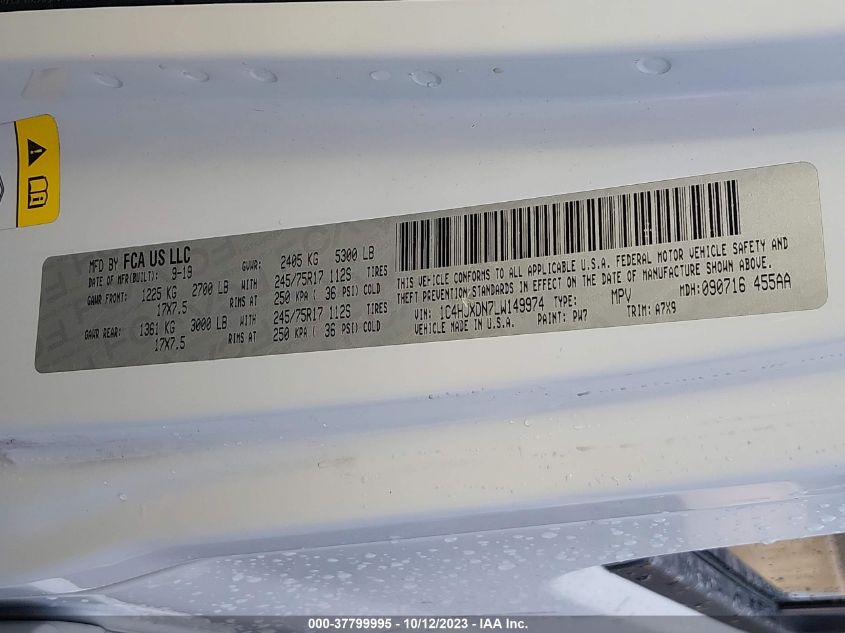 MFD BY FCA US LLC
DATE OF MFR(BUILT): 9-19 GVWR: 2405 KG 5300 LB
GAWR FRONT: 1225 KG 2700 LB WITH 245/75R17 112S TIRES
17X7.5 RIMS AT 250 KPA ( 36 PSI) COLD
GAWR REAR: 1361 KG 3000 LB WITH 245/75R17 112S TIRES
17X7.5 RIMS AT 250 KPA ( 36 PSI) COLD
THIS VEHICLE CONFORMS TO ALL APPLICABLE U.S.A. FEDERAL MOTOR VEHICLE SAFETY AND
THEFT PREVENTION STANDARDS IN EFFECT ON THE DATE OF MANUFACTURE SHOWN ABOVE.
VIN: 1C4HJXDN7LW149974 TYPE: MPV MDH: 090716 455AA
VEHICLE MADE IN U.S.A. PAINT: PW7 TRIM: A7X9
000-37799995 - 10/12/2023 - IAA Inc.